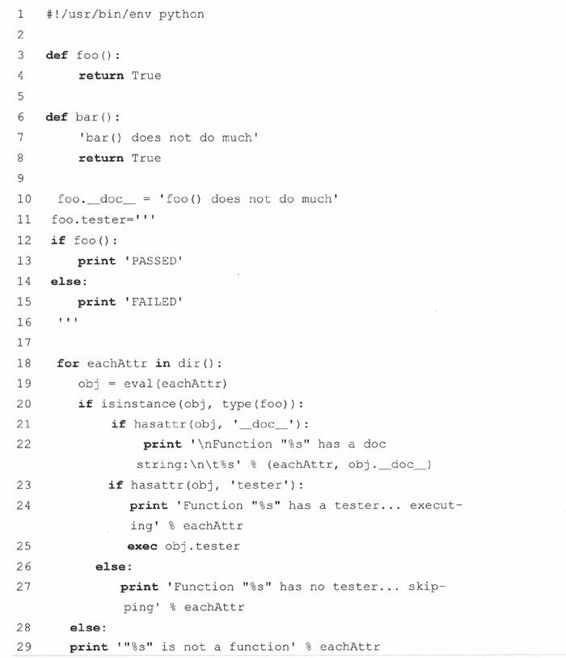 1 #!/usr/bin/env python
2
3 def foo():
4 return True
5
6 def bar():
7 'bar() does not do much'
8 return True
9
10 foo.__doc__ = 'foo() does not do much'
11 foo.tester='''
12 if foo():
13 print 'PASSED'
14 else:
15 print 'FAILED'
16 '''
17
18 for eachAttr in dir():
19 obj = eval(eachAttr)
20 if isinstance(obj, type(foo)):
21 if hasattr(obj, '__doc__'):
22 print '\nFunction "%s" has a doc
string:\n\t%s' % (eachAttr, obj.__doc__)
23 if hasattr(obj, 'tester'):
24 print 'Function "%s" has a tester... execut-
ing' % eachAttr
25 exec obj.tester
26 else:
27 print 'Function "%s" has no tester... skip-
ping' % eachAttr
28 else:
29 print '"%s" is not a function' % eachAttr